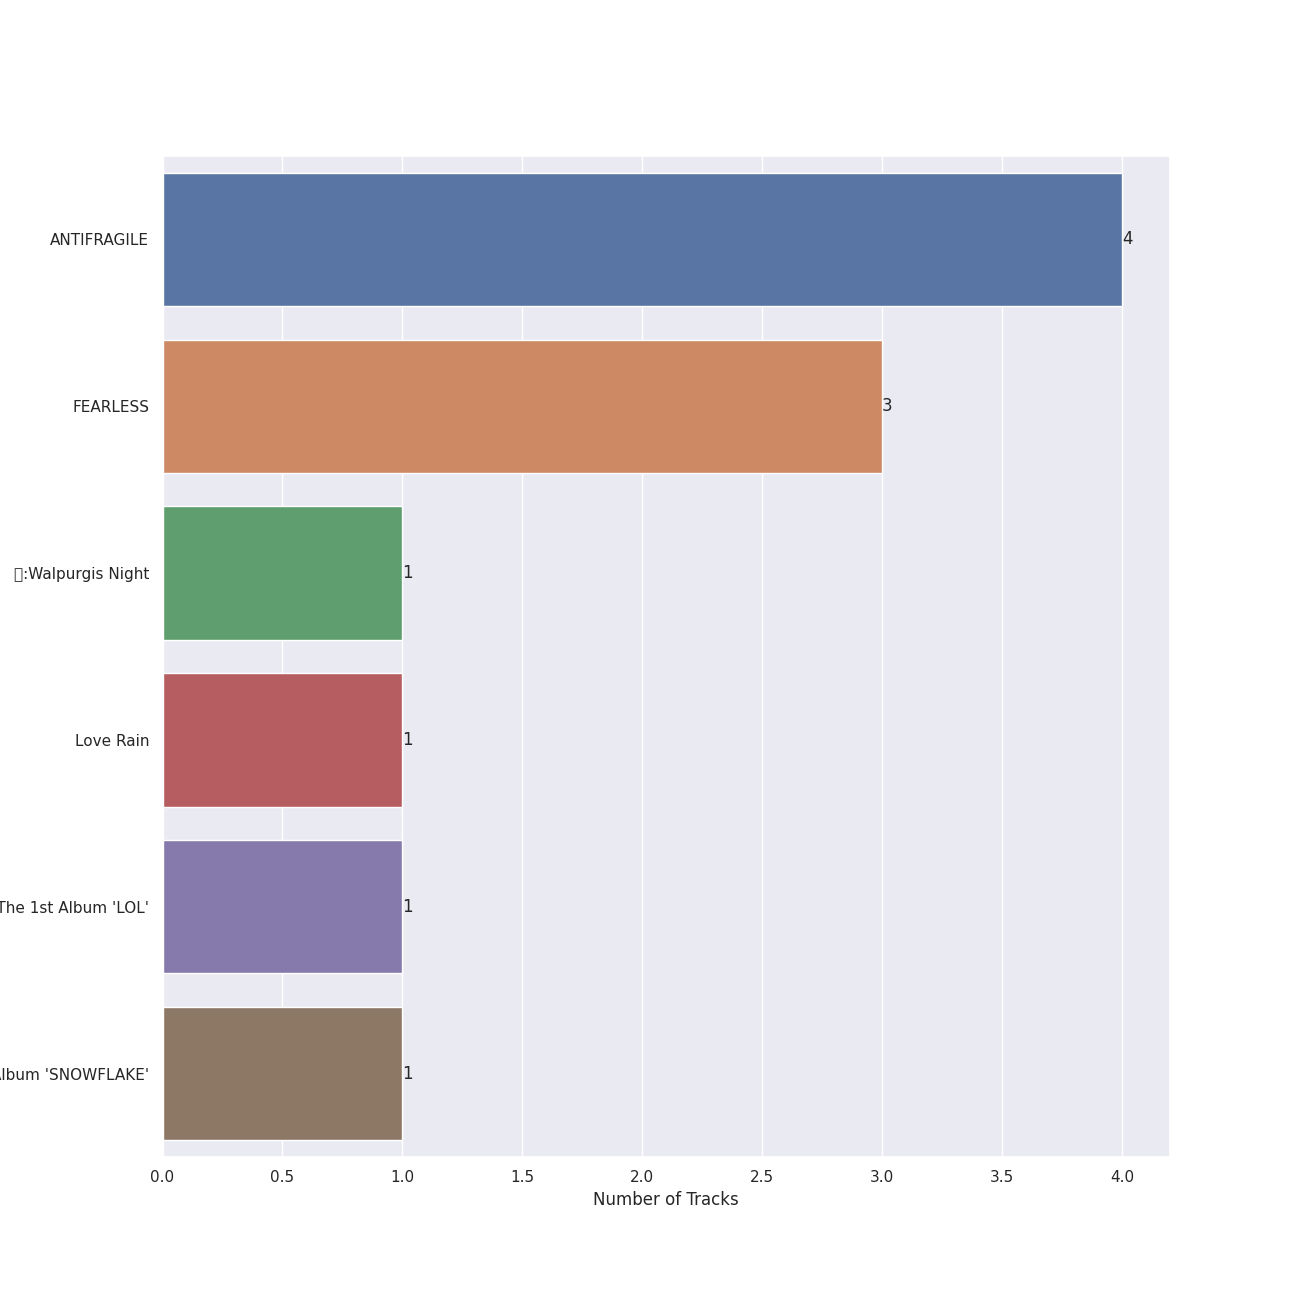 ANTIFRAGILE
4
FEARLESS
3
:Walpurgis Night
1
Love Rain
1
The 1st Album 'LOL'
1
'SNOWFLAKE'
1
0.0 0.5 1.0 1.5 2.0 2.5 3.0 3.5 4.0
Number of Tracks